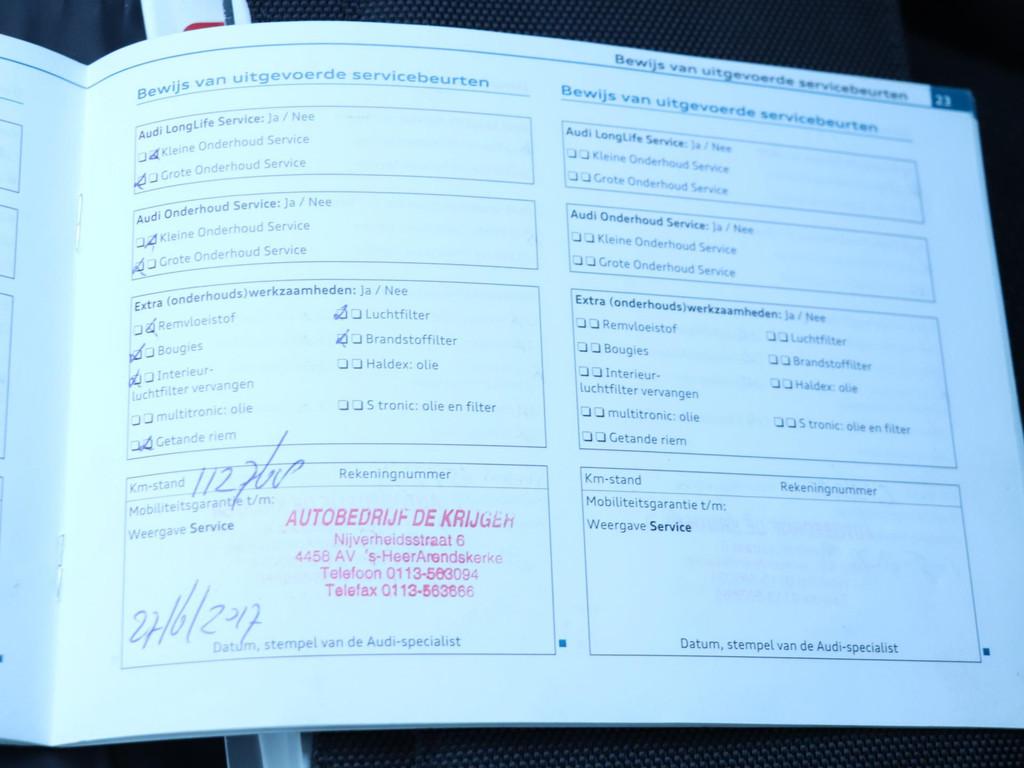 Bewijs van uitgevoerde servicebeurten 23
Bewijs van uitgevoerde servicebeurten
Audi LongLife Service: Ja / Nee
Kleine Onderhoud Service
Grote Onderhoud Service
Audi Onderhoud Service: Ja / Nee
Kleine Onderhoud Service
Grote Onderhoud Service
Extra (onderhouds)werkzaamheden: Ja / Nee
Remvloeistof
Luchtfilter
Bougies
Brandstoffilter
Interieur-
luchtfilter vervangen
Haldex: olie
multitronic: olie
S tronic: olie en filter
Getande riem
Km-stand 112700 Rekeningnummer
Mobiliteitsgarantie t/m:
Weergave Service
AUTOBEDRIJF DE KRIJGER
Nijverheidsstraat 6
4458 AV 's-HeerArendskerke
Telefoon 0113-563094
Telefax 0113-563666
27/6/2017
Datum, stempel van de Audi-specialist
Bewijs van uitgevoerde servicebeurten
Audi LongLife Service: Ja / Nee
Kleine Onderhoud Service
Grote Onderhoud Service
Audi Onderhoud Service: Ja / Nee
Kleine Onderhoud Service
Grote Onderhoud Service
Extra (onderhouds)werkzaamheden: Ja / Nee
Remvloeistof
Luchtfilter
Bougies
Brandstoffilter
Interieur-
luchtfilter vervangen
Haldex: olie
multitronic: olie
S tronic: olie en filter
Getande riem
Km-stand Rekeningnummer
Mobiliteitsgarantie t/m:
Weergave Service
Datum, stempel van de Audi-specialist